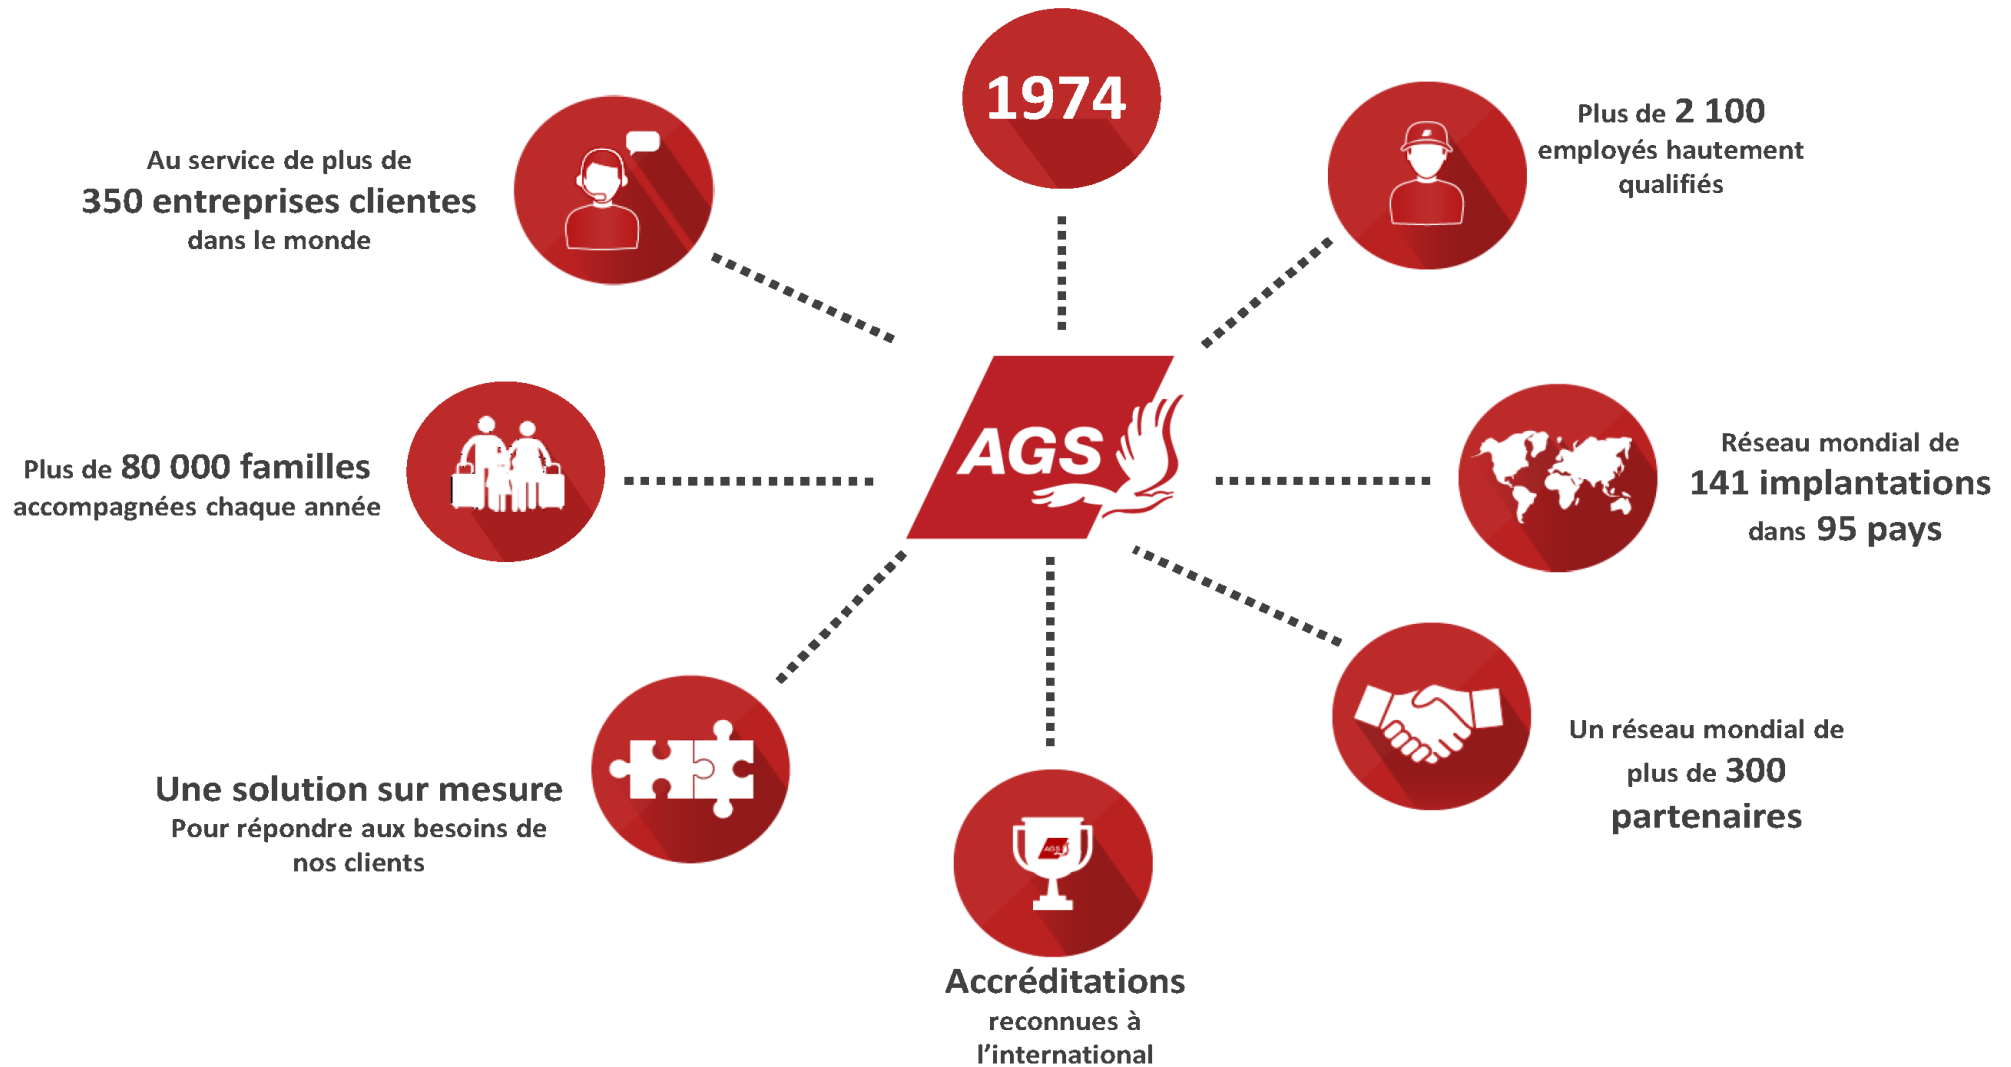 1974
Plus de 2 100
employés hautement
qualifiés
Au service de plus de
350 entreprises clientes
dans le monde
AGS
Réseau mondial de
141 implantations
dans 95 pays
Plus de 80 000 familles
accompagnées chaque année
Un réseau mondial de
plus de 300
partenaires
Une solution sur mesure
Pour répondre aux besoins de
nos clients
AGS
Accréditations
reconnues à
l’international